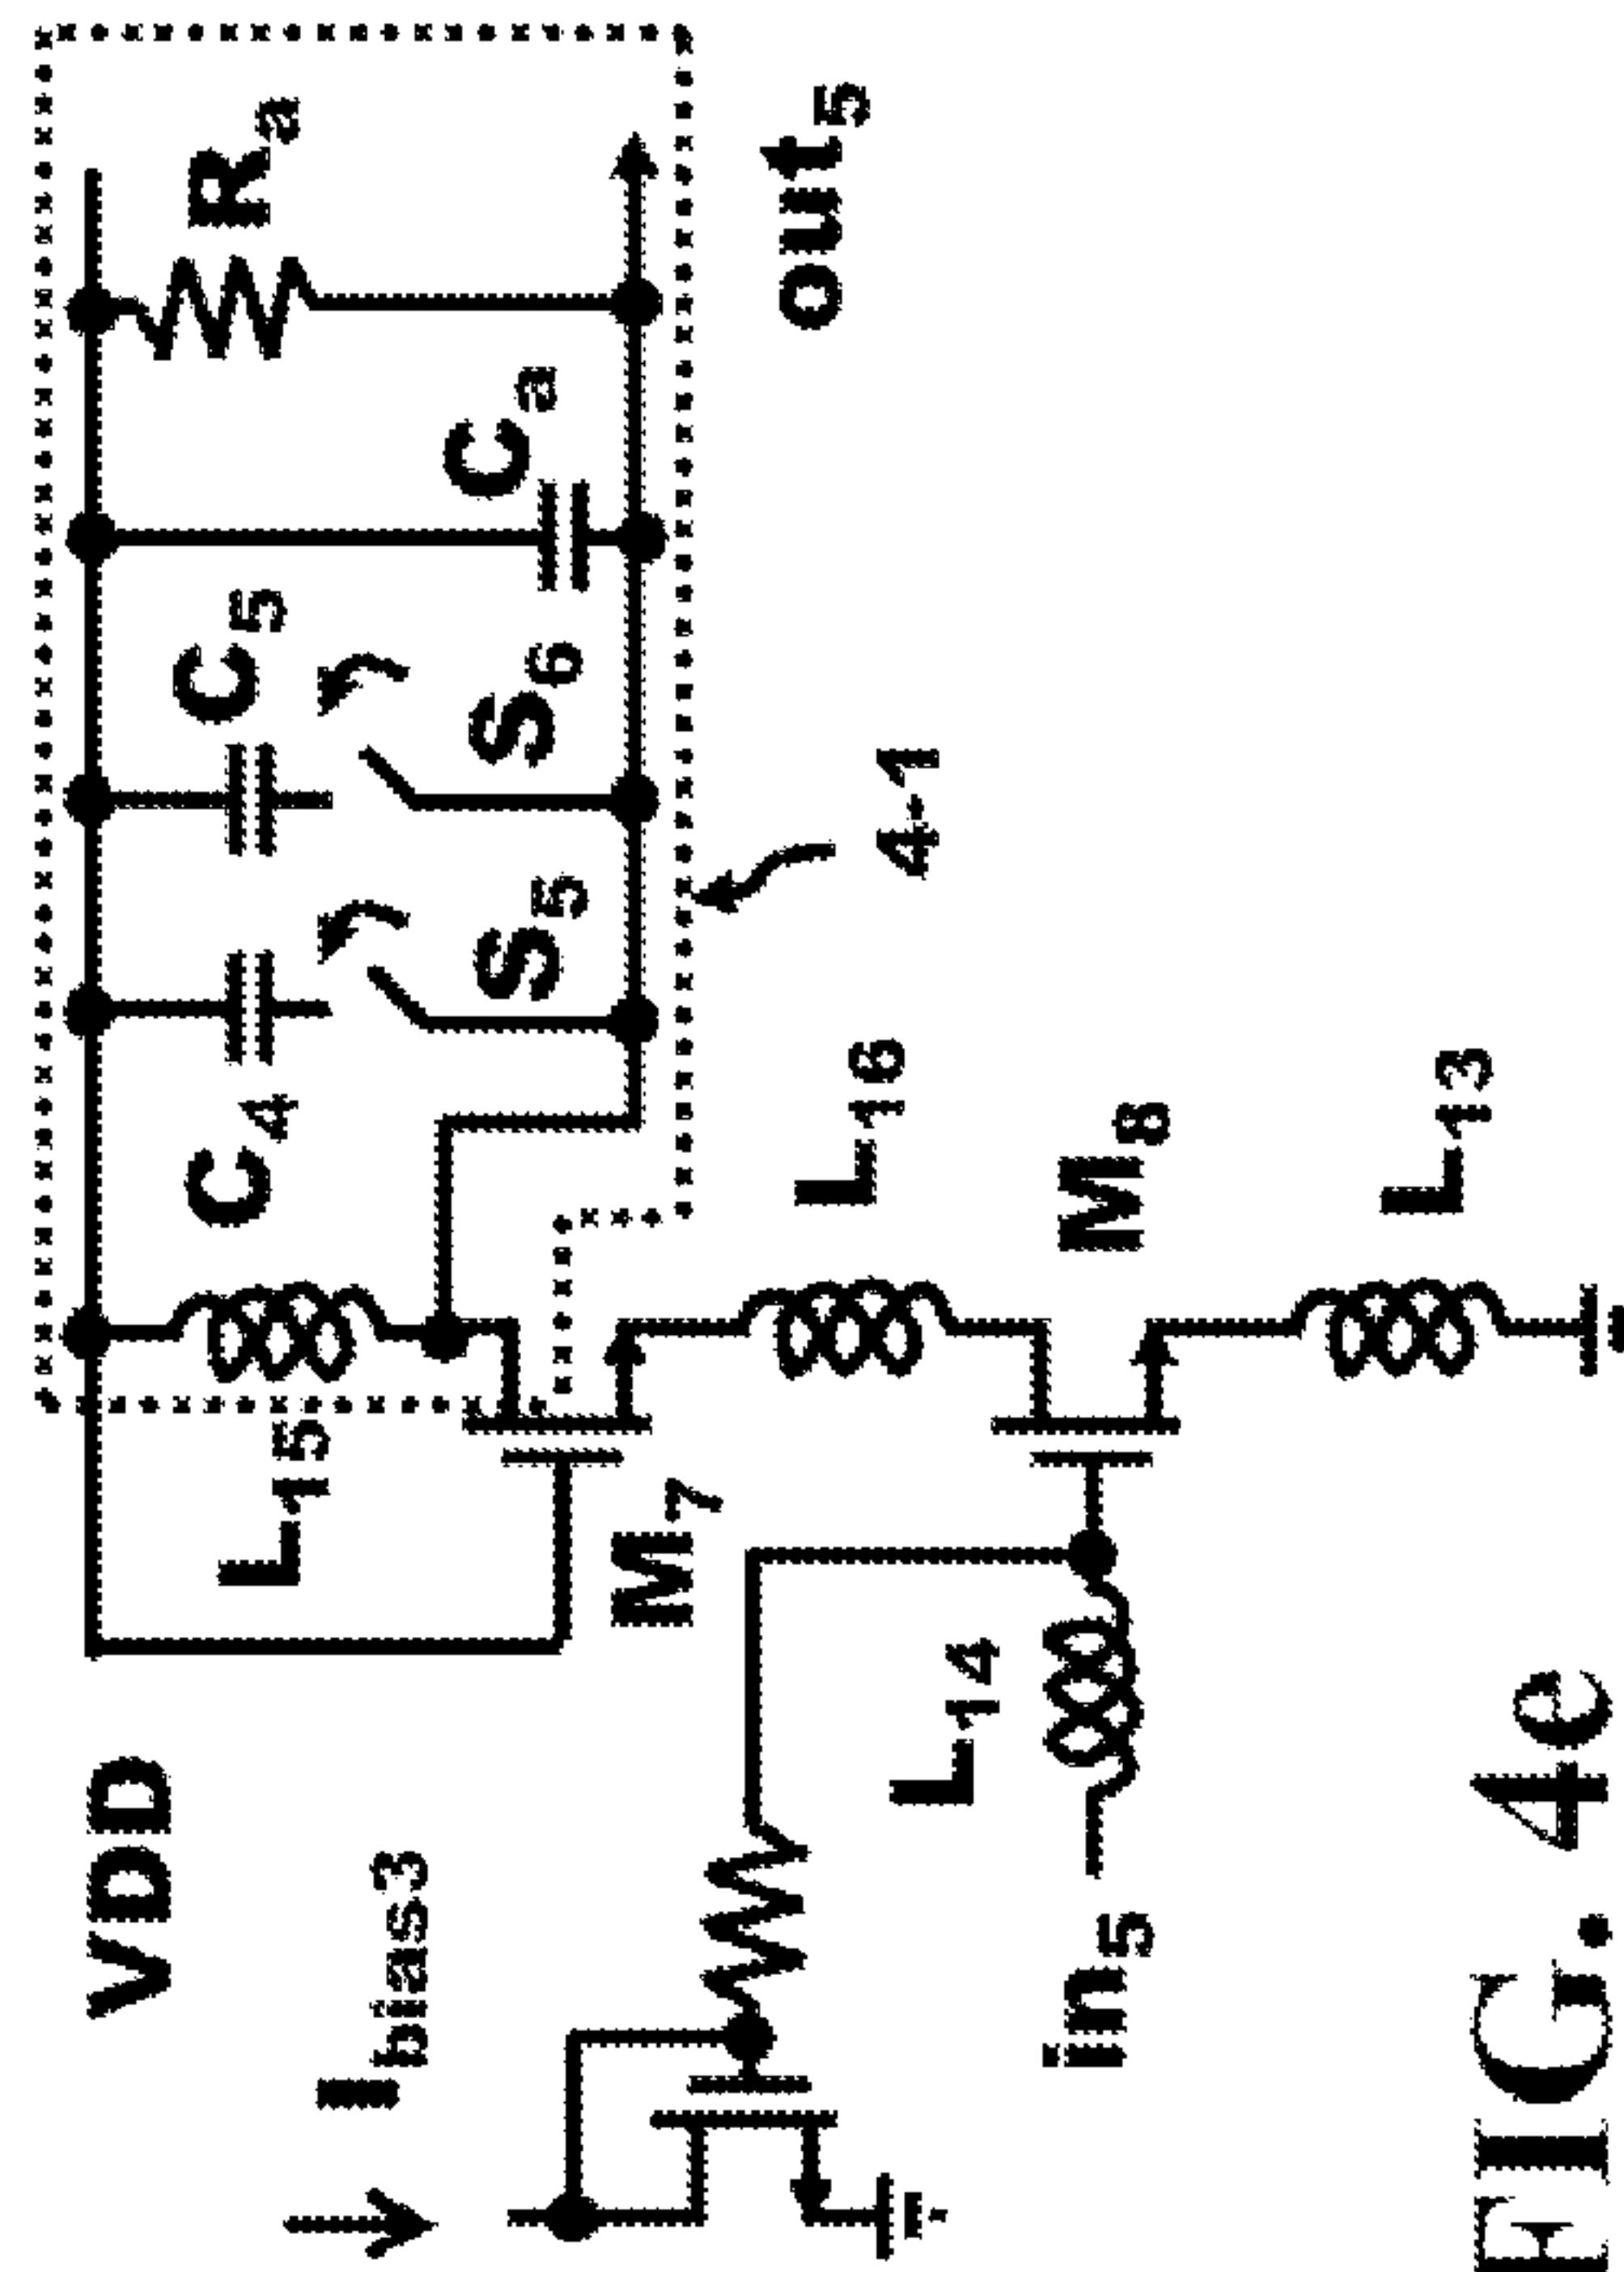 VDD
L15
C4
C5
Ra
Ibias3
M7
S5
S6
Ca
L14
L16
4-1
out5
in5
M8
L13
FIG. 4e